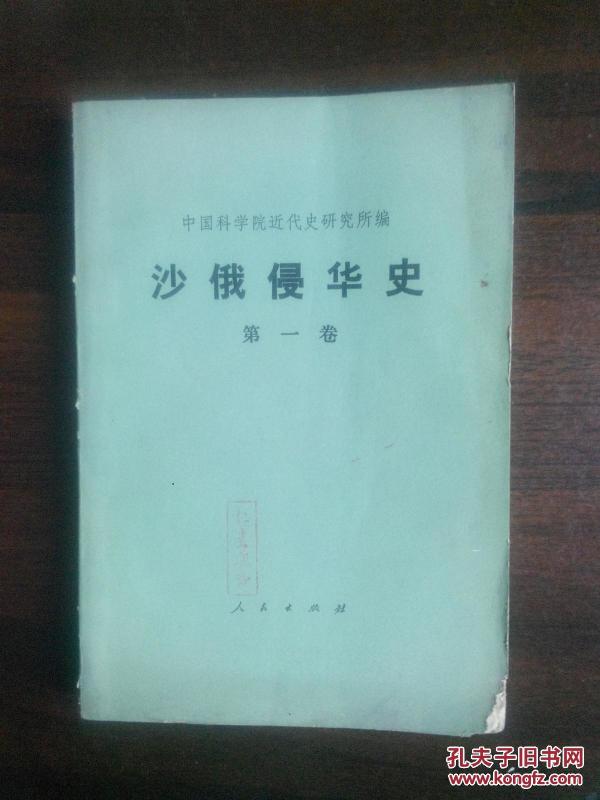 中国科学院近代史研究所编
沙俄侵华史
第一卷
人民出版社
孔夫子旧书网
www.kongfz.com